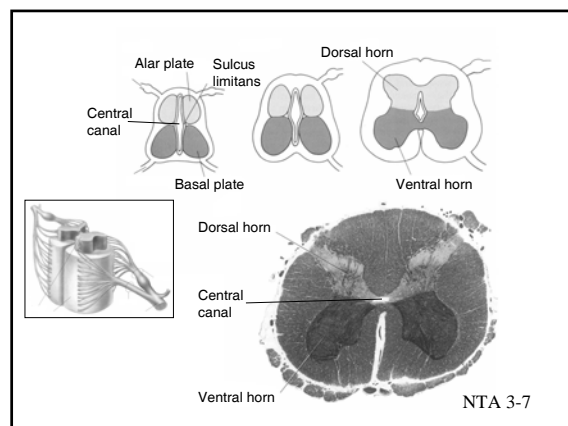 Alar plate
Sulcus
limitans
Dorsal horn
Central
canal
Basal plate
Ventral horn
Dorsal horn
Central
canal
Ventral horn
NTA 3-7